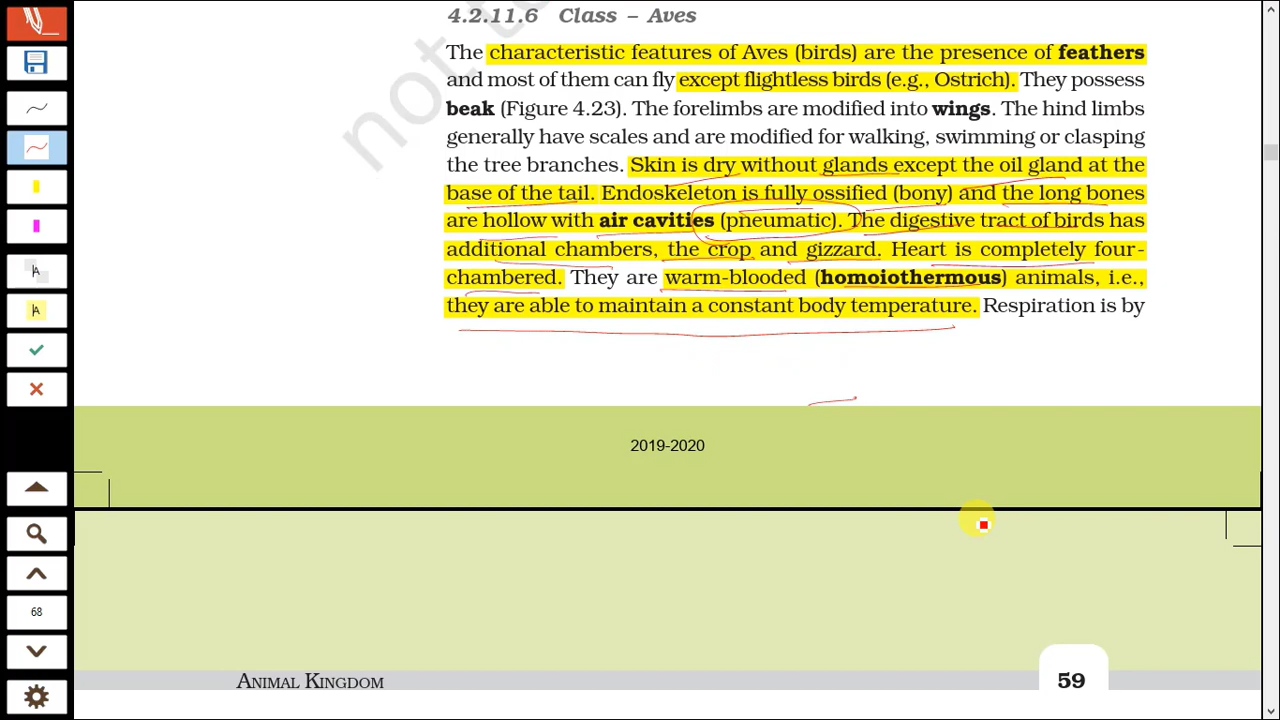 4.2.11.6 Class – Aves
The characteristic features of Aves (birds) are the presence of feathers
and most of them can fly except flightless birds (e.g., Ostrich). They possess
beak (Figure 4.23). The forelimbs are modified into wings. The hind limbs
generally have scales and are modified for walking, swimming or clasping
the tree branches. Skin is dry without glands except the oil gland at the
base of the tail. Endoskeleton is fully ossified (bony) and the long bones
are hollow with air cavities (pneumatic). The digestive tract of birds has
additional chambers, the crop and gizzard. Heart is completely four-
chambered. They are warm-blooded (homoiothermous) animals, i.e.,
they are able to maintain a constant body temperature. Respiration is by
not to
2019-2020
A
A
68
ANIMAL KINGDOM
59